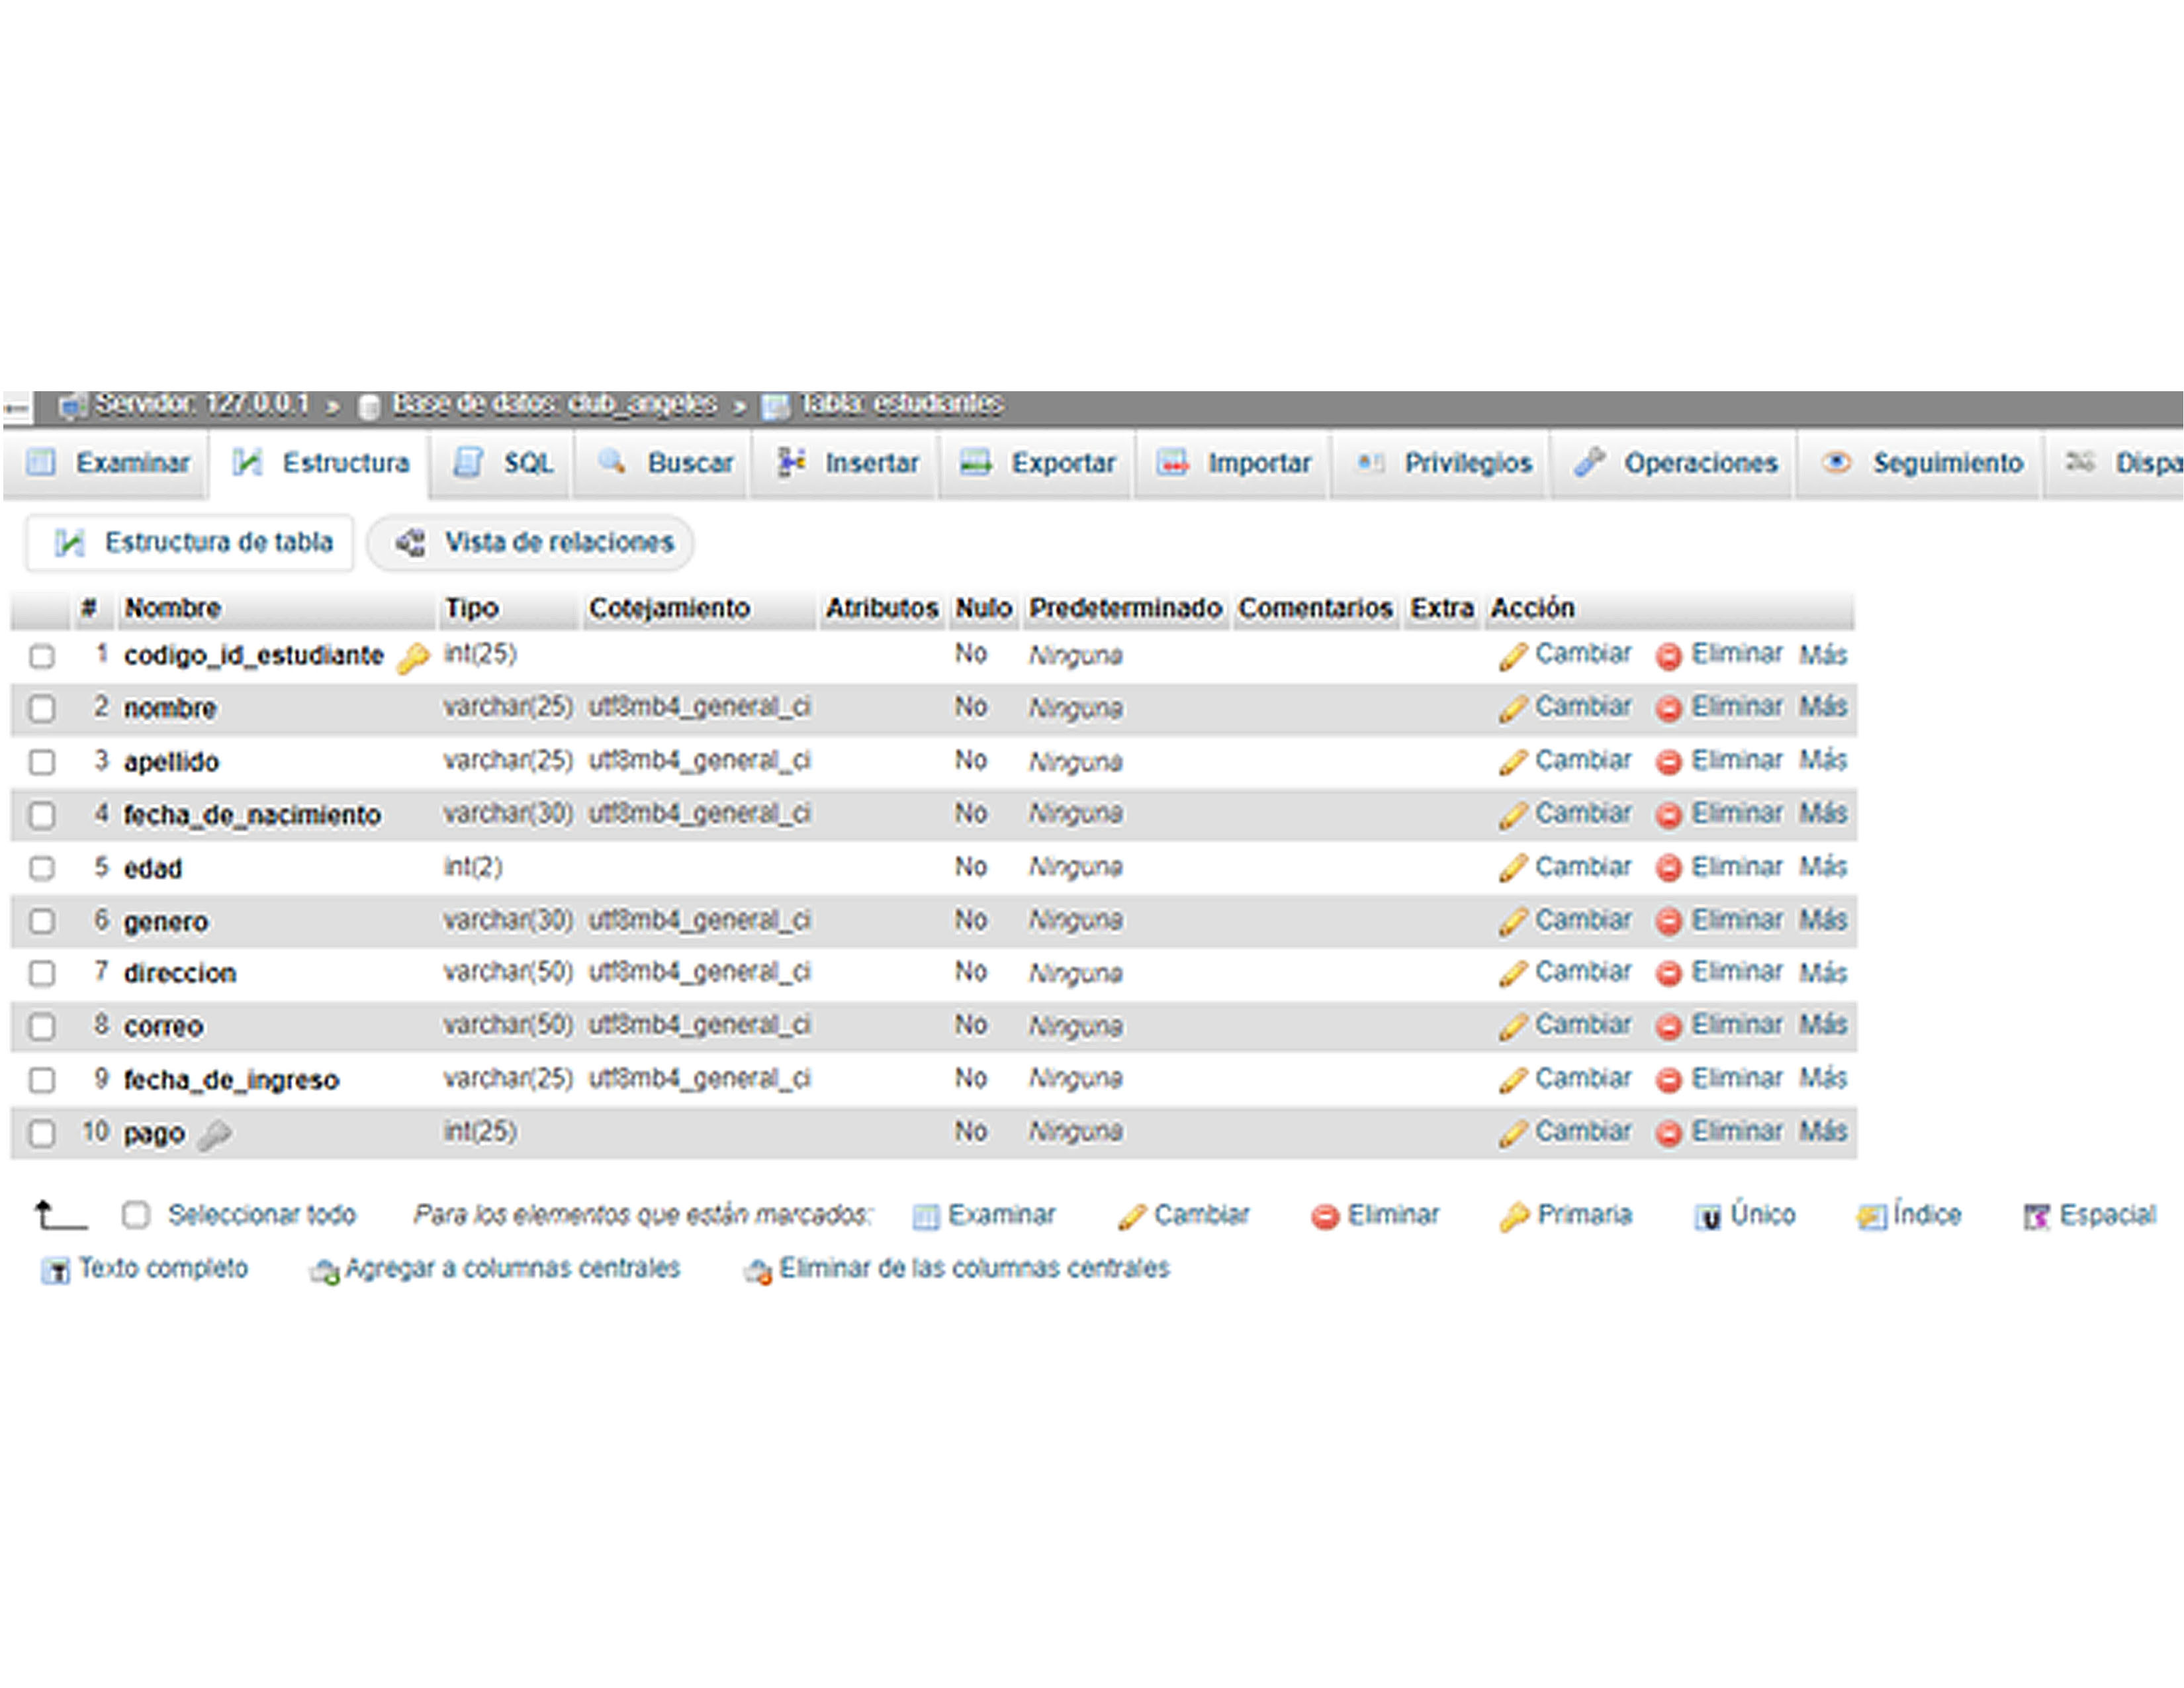 Servidor: 127.0.0.1 » Base de datos: club_angeles » Tabla: estudiantes
Examinar Estructura SQL Buscar Insertar Exportar Importar Privilegios Operaciones Seguimiento Dispa
Estructura de tabla Vista de relaciones
# Nombre Tipo Cotejamiento Atributos Nulo Predeterminado Comentarios Extra Acción
1 codigo_id_estudiante int(25) No Ninguna Cambiar Eliminar Más
2 nombre varchar(25) utf8mb4_general_ci No Ninguna Cambiar Eliminar Más
3 apellido varchar(25) utf8mb4_general_ci No Ninguna Cambiar Eliminar Más
4 fecha_de_nacimiento varchar(30) utf8mb4_general_ci No Ninguna Cambiar Eliminar Más
5 edad int(2) No Ninguna Cambiar Eliminar Más
6 genero varchar(30) utf8mb4_general_ci No Ninguna Cambiar Eliminar Más
7 direccion varchar(50) utf8mb4_general_ci No Ninguna Cambiar Eliminar Más
8 correo varchar(50) utf8mb4_general_ci No Ninguna Cambiar Eliminar Más
9 fecha_de_ingreso varchar(25) utf8mb4_general_ci No Ninguna Cambiar Eliminar Más
10 pago int(25) No Ninguna Cambiar Eliminar Más
Seleccionar todo Para los elementos que están marcados: Examinar Cambiar Eliminar Primaria Único Índice Espacial
Texto completo Agregar a columnas centrales Eliminar de las columnas centrales